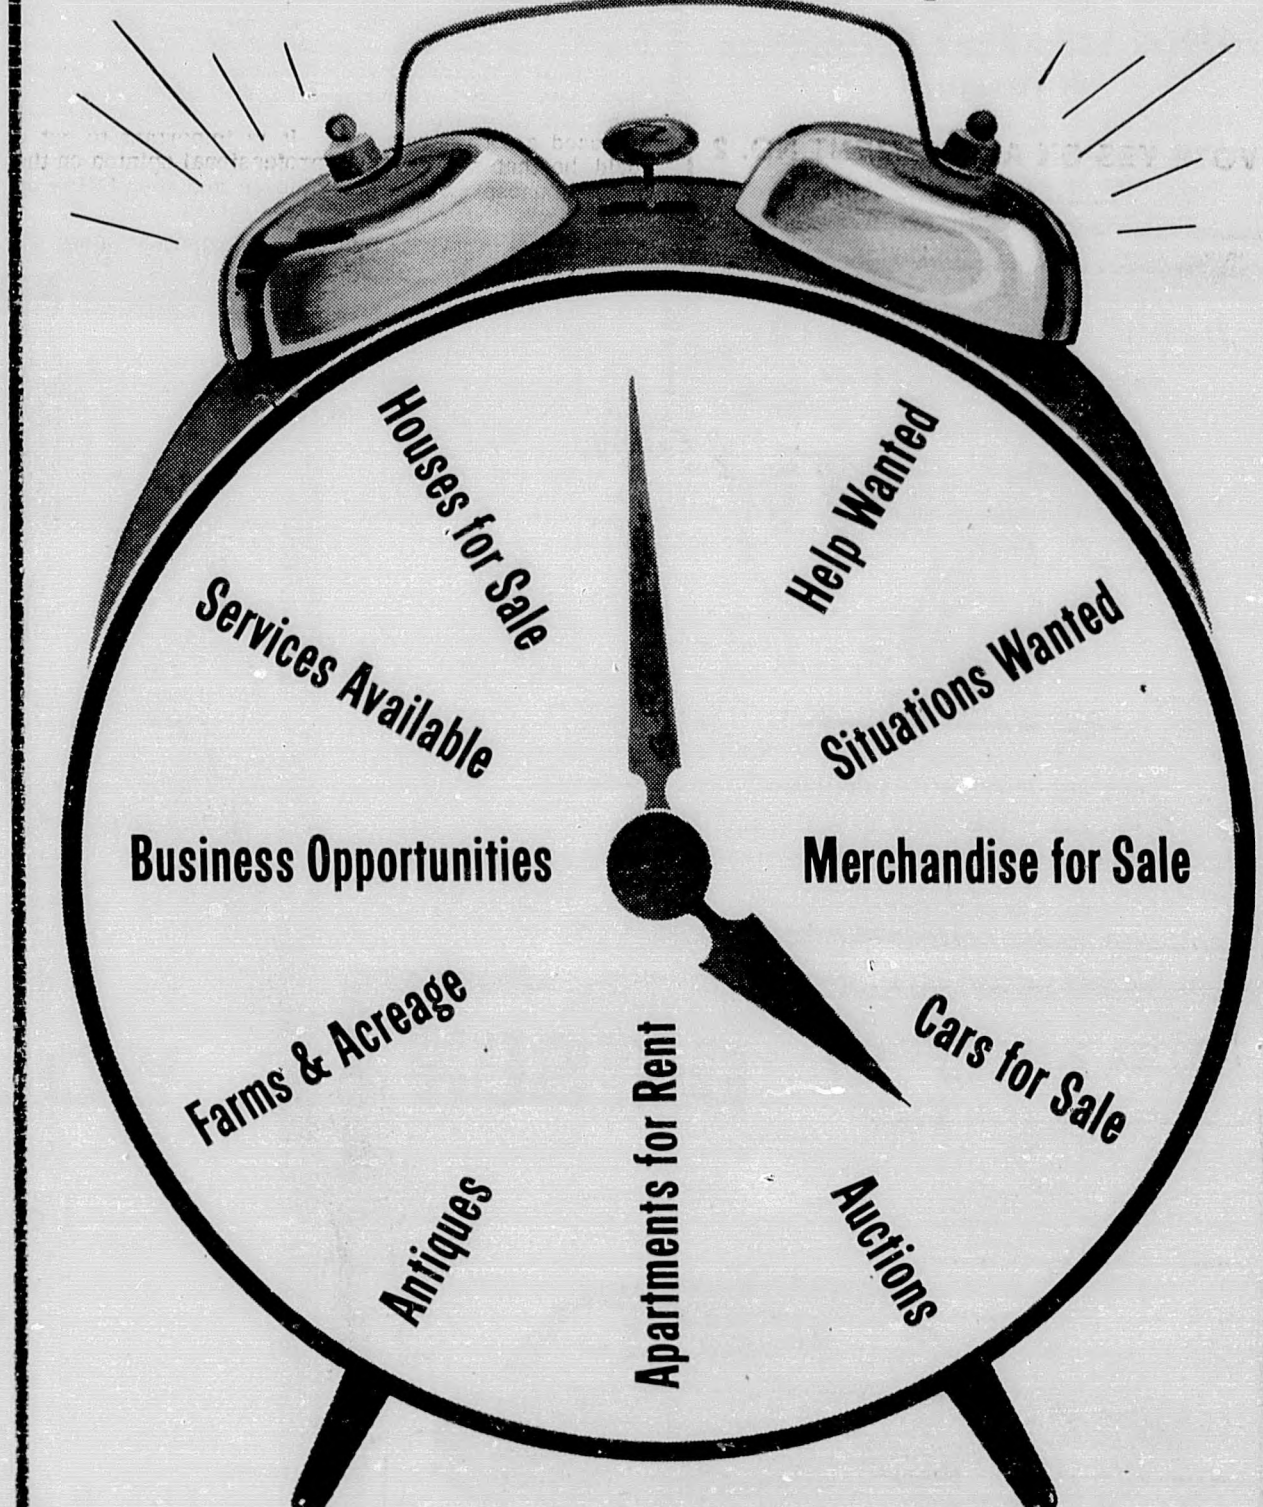 Houses for Sale
Help Wanted
Services Available
Situations Wanted
Business Opportunities
Merchandise for Sale
Farms & Acreage
Cars for Sale
Antiques
Apartments for Rent
Auctions